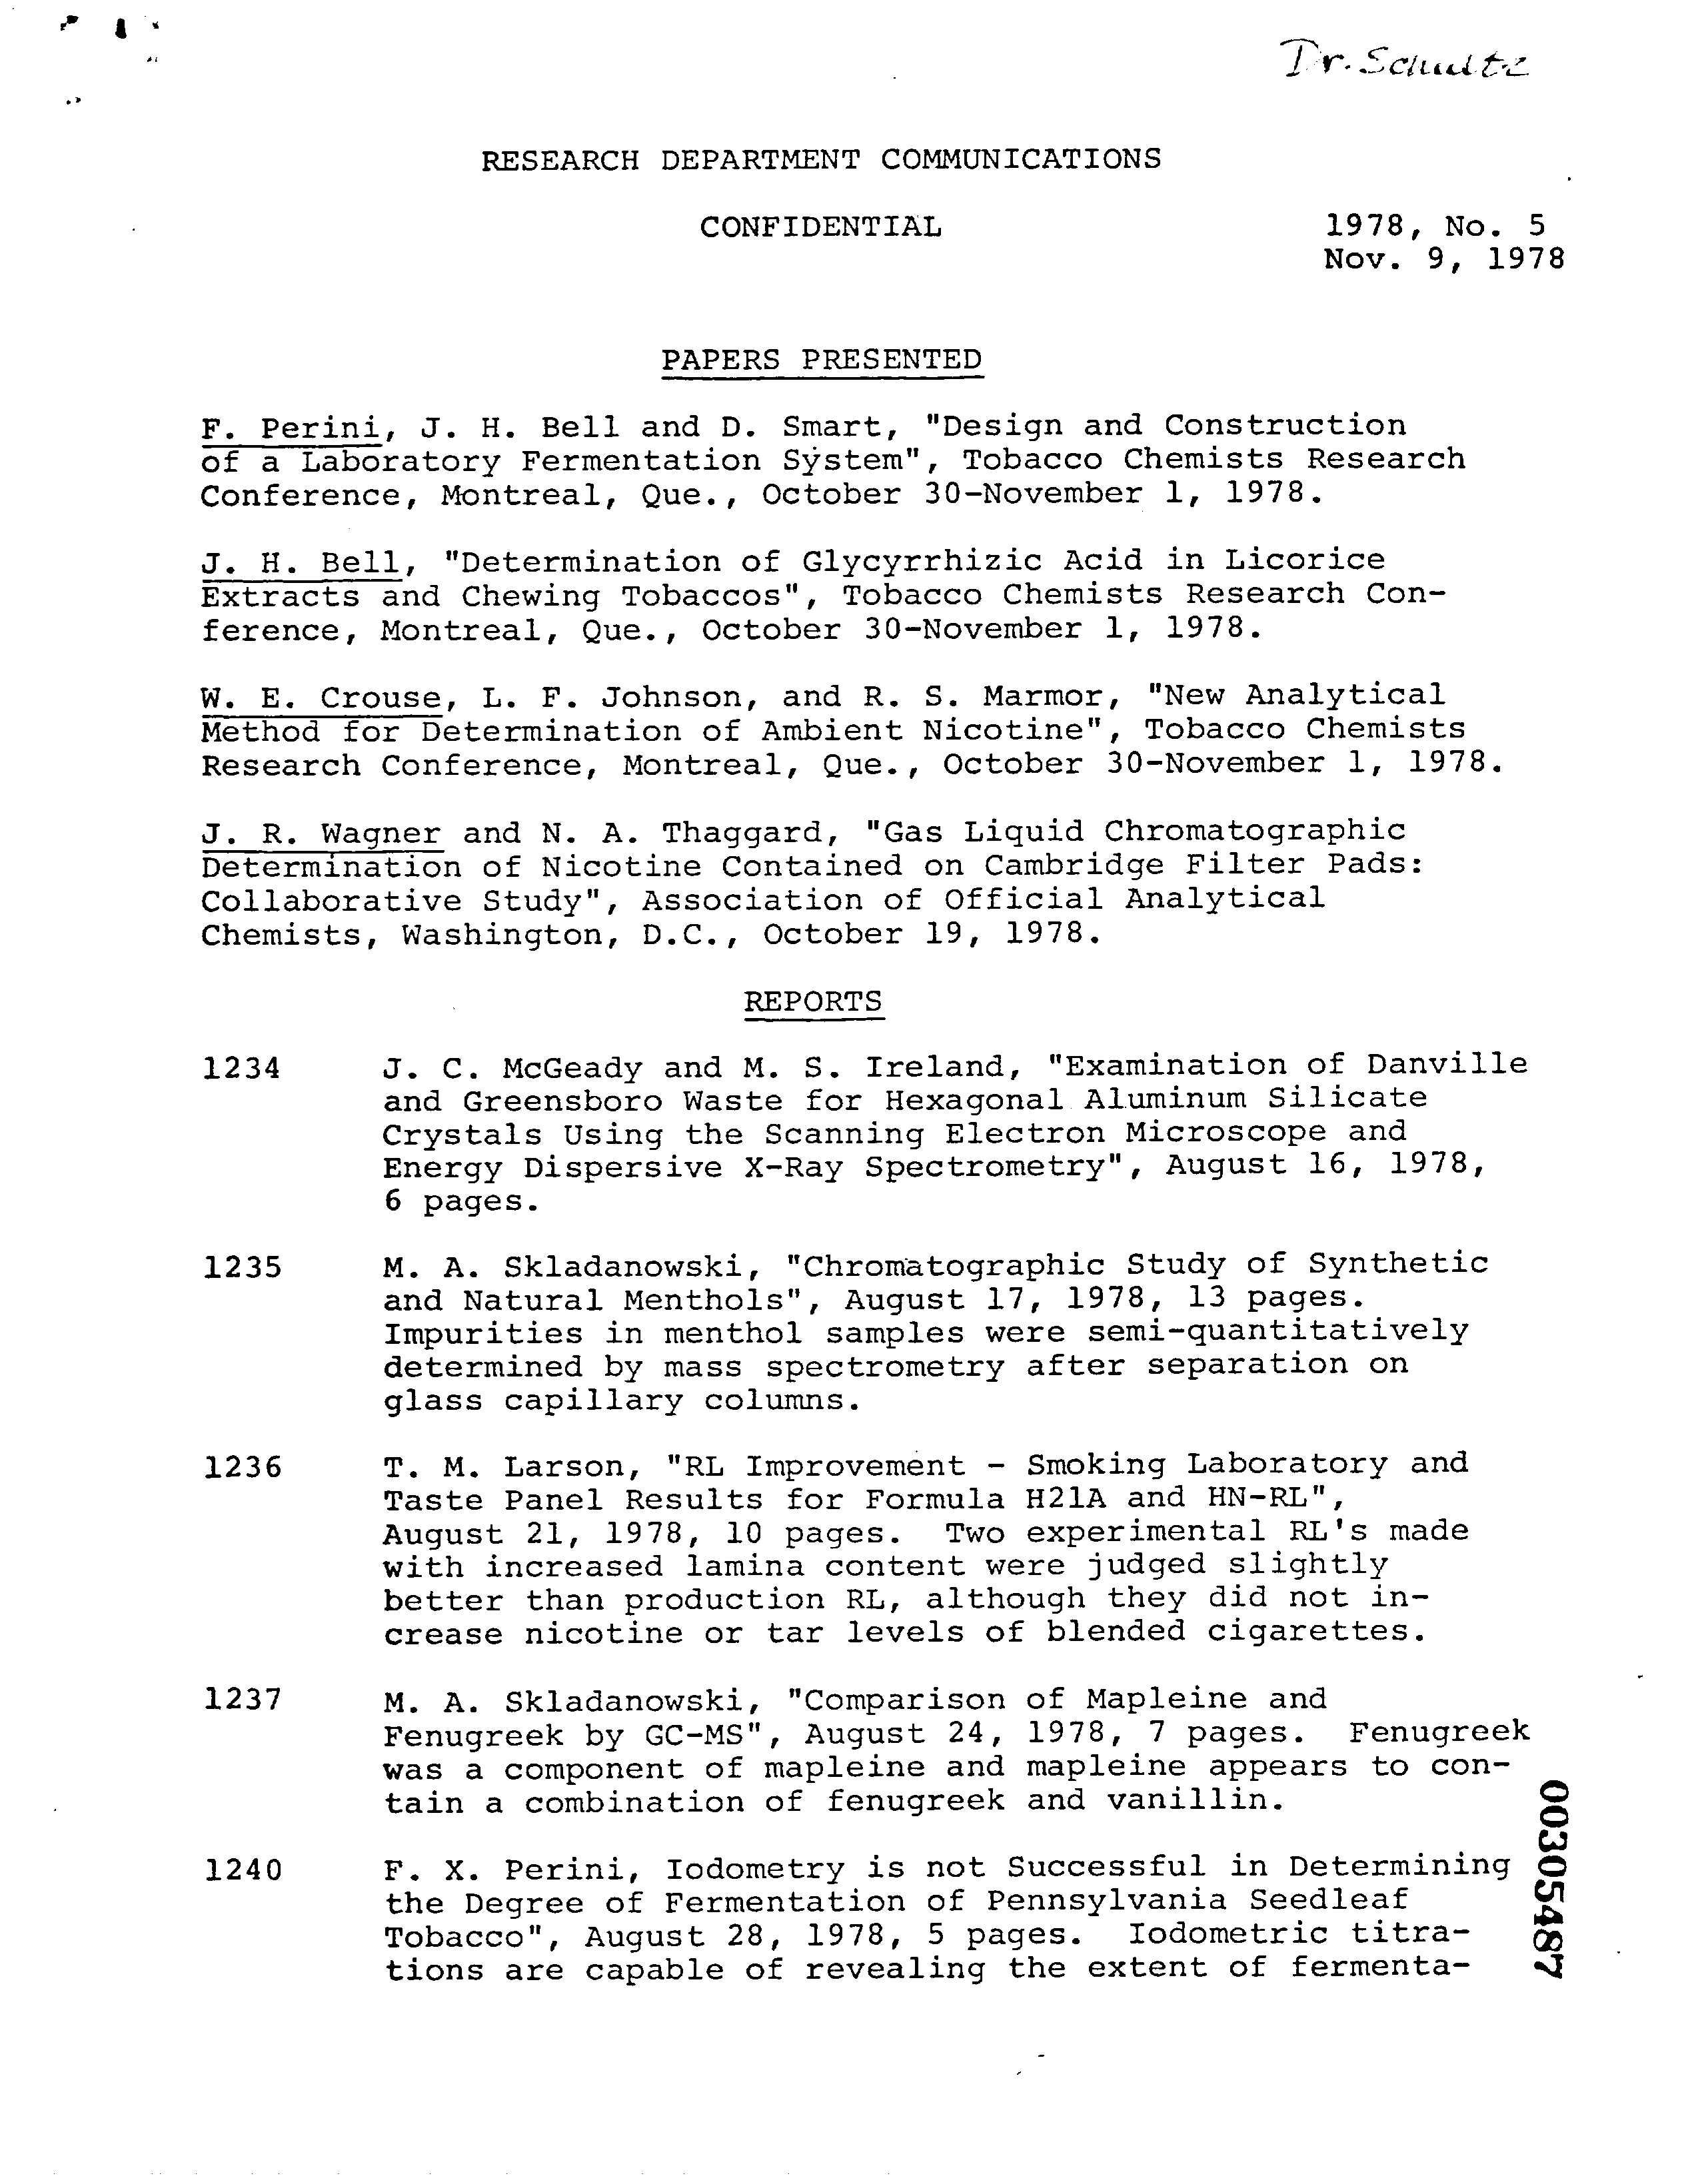 Dr. Schultz
RESEARCH DEPARTMENT COMMUNICATIONS
CONFIDENTIAL
1978, No. 5
Nov. 9, 1978
PAPERS PRESENTED
F. Perini, J. H. Bell and D. Smart, "Design and Construction
of a Laboratory Fermentation System", Tobacco Chemists Research
Conference, Montreal, Que., October 30-November 1, 1978.
J. H. Bell, "Determination of Glycyrrhizic Acid in Licorice
Extracts and Chewing Tobaccos", Tobacco Chemists Research Con-
ference, Montreal, Que., October 30-November 1, 1978.
W. E. Crouse, L. F. Johnson, and R. S. Marmor, "New Analytical
Method for Determination of Ambient Nicotine", Tobacco Chemists
Research Conference, Montreal, Que., October 30-November 1, 1978.
J. R. Wagner and N. A. Thaggard, "Gas Liquid Chromatographic
Determination of Nicotine Contained on Cambridge Filter Pads:
Collaborative Study", Association of Official Analytical
Chemists, Washington, D.C., October 19, 1978.
REPORTS
1234 J. C. McGeady and M. S. Ireland, "Examination of Danville
and Greensboro Waste for Hexagonal Aluminum Silicate
Crystals Using the Scanning Electron Microscope and
Energy Dispersive X-Ray Spectrometry", August 16, 1978,
6 pages.
1235 M. A. Skladanowski, "Chromatographic Study of Synthetic
and Natural Menthols", August 17, 1978, 13 pages.
Impurities in menthol samples were semi-quantitatively
determined by mass spectrometry after separation on
glass capillary columns.
1236 T. M. Larson, "RL Improvement - Smoking Laboratory and
Taste Panel Results for Formula H21A and HN-RL",
August 21, 1978, 10 pages. Two experimental RL's made
with increased lamina content were judged slightly
better than production RL, although they did not in-
crease nicotine or tar levels of blended cigarettes.
1237 M. A. Skladanowski, "Comparison of Mapleine and
Fenugreek by GC-MS", August 24, 1978, 7 pages. Fenugreek
was a component of mapleine and mapleine appears to con-
tain a combination of fenugreek and vanillin.
1240 F. X. Perini, Iodometry is not Successful in Determining
the Degree of Fermentation of Pennsylvania Seedleaf
Tobacco", August 28, 1978, 5 pages. Iodometric titra-
tions are capable of revealing the extent of fermenta-
00305487